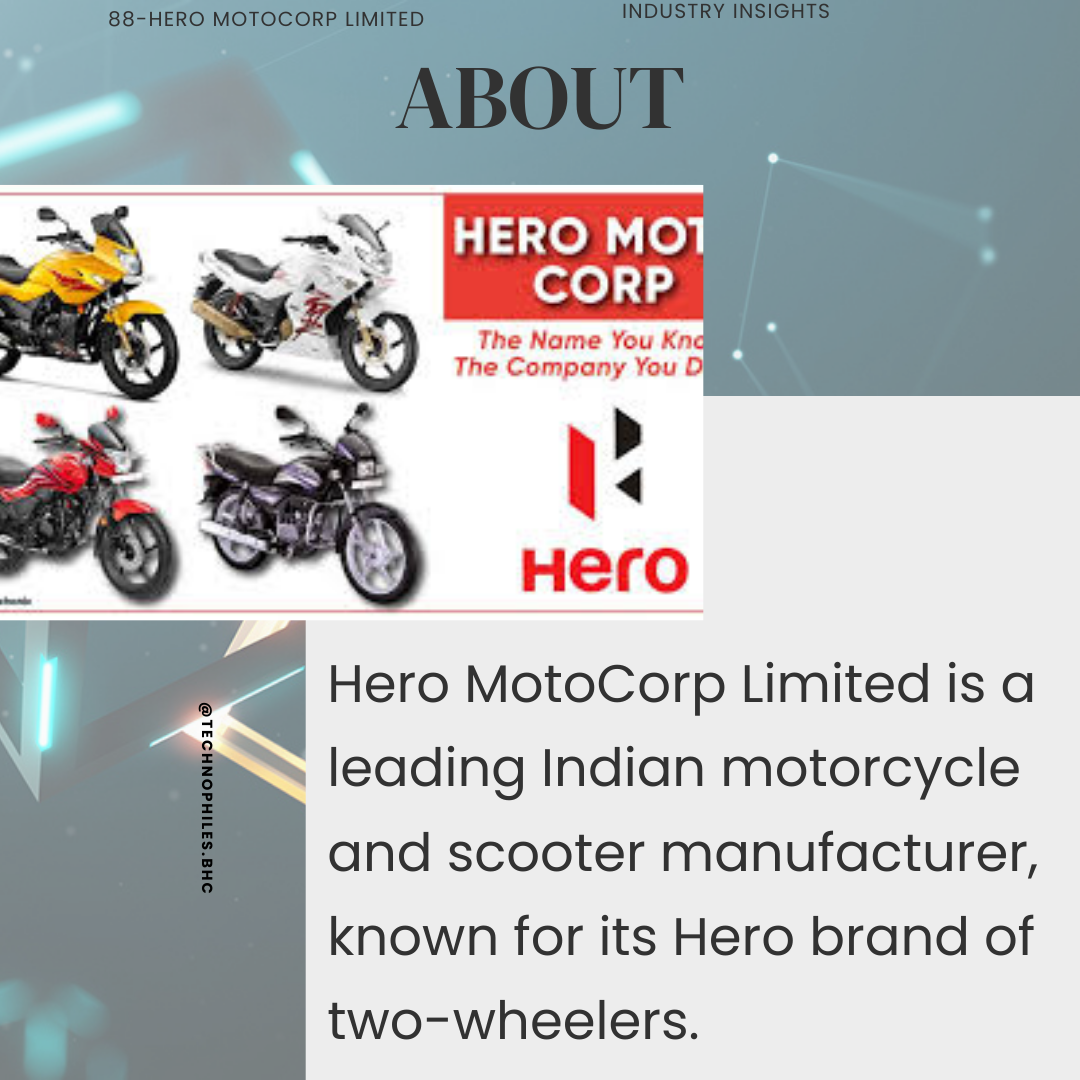 88-HERO MOTOCORP LIMITED
INDUSTRY INSIGHTS
ABOUT
HERO MOT
CORP
The Name You Kno
The Company You D
Hero
Hero MotoCorp Limited is a
leading Indian motorcycle
and scooter manufacturer,
known for its Hero brand of
two-wheelers.
@TECHNOPHILES.BHC